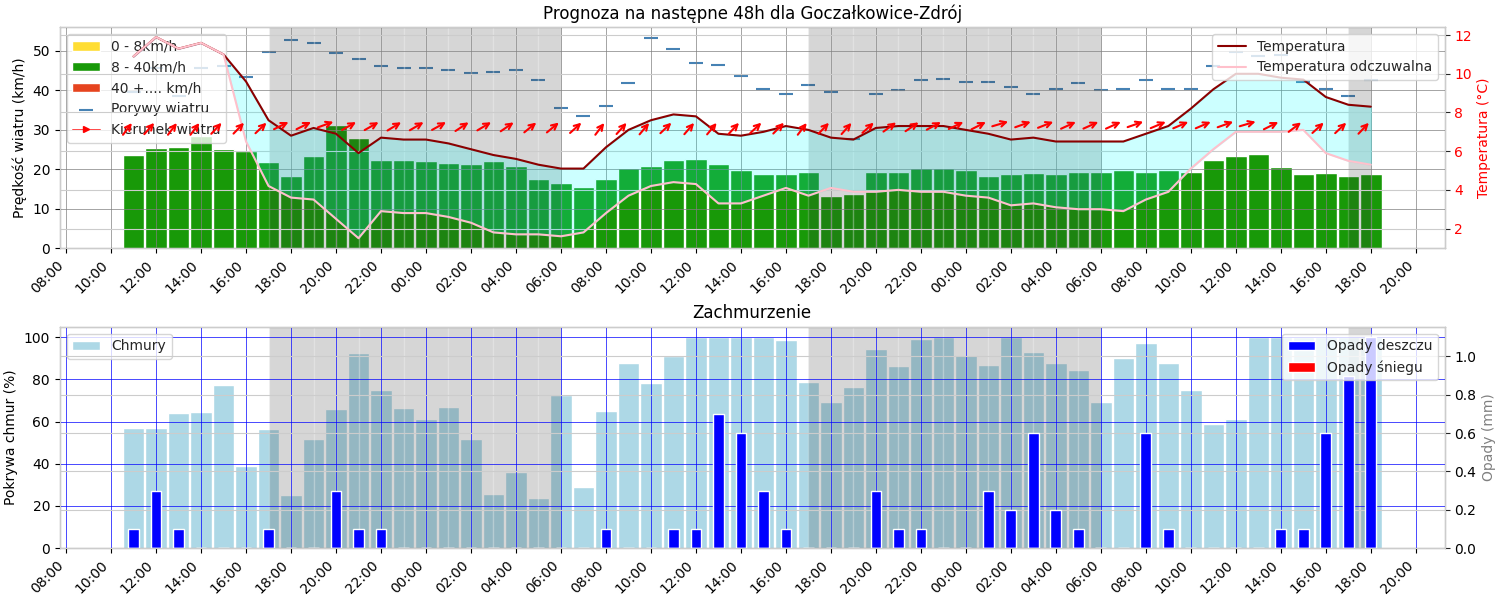 Prognoza na następne 48h dla Goczałkowice-Zdrój
Prędkość wiatru (km/h)
50
40
30
20
10
0
0 - 8km/h
8 - 40km/h
40 +.... km/h
Porywy wiatru
Kierunek wiatru
Temperatura
Temperatura odczuwalna
12
10
8
6
4
2
Temperatura (°C)
08:00 10:00 12:00 14:00 16:00 18:00 20:00 22:00 00:00 02:00 04:00 06:00 08:00 10:00 12:00 14:00 16:00 18:00 20:00 22:00 00:00 02:00 04:00 06:00 08:00 10:00 12:00 14:00 16:00 18:00 20:00
Zachmurzenie
Pokrywa chmur (%)
100
80
60
40
20
0
Chmury
Opady deszczu
Opady śniegu
1.0
0.8
0.6
0.4
0.2
0.0
Opady (mm)
08:00 10:00 12:00 14:00 16:00 18:00 20:00 22:00 00:00 02:00 04:00 06:00 08:00 10:00 12:00 14:00 16:00 18:00 20:00 22:00 00:00 02:00 04:00 06:00 08:00 10:00 12:00 14:00 16:00 18:00 20:00